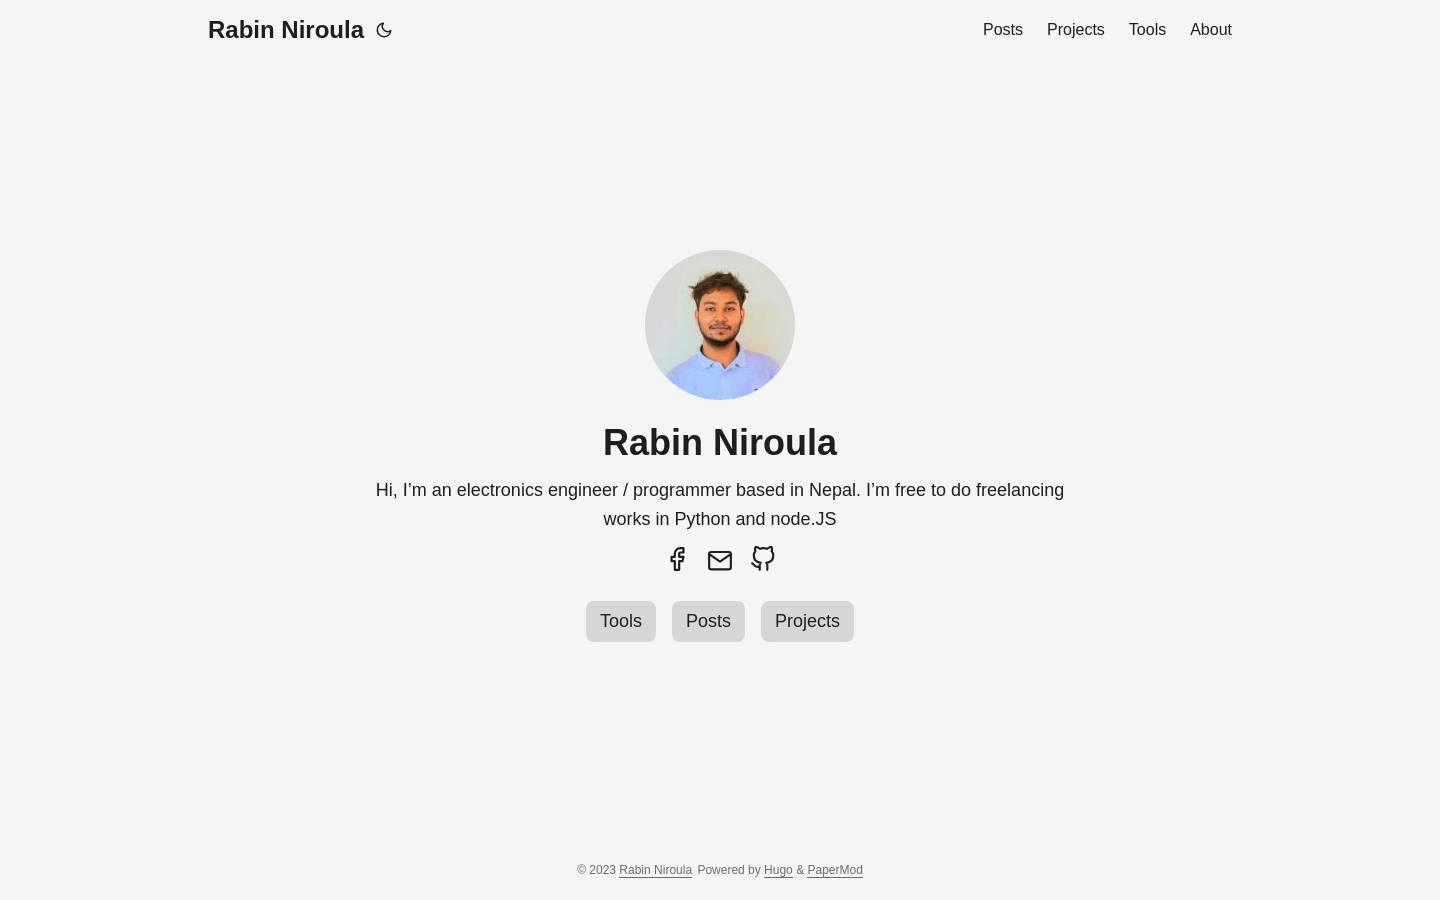 Rabin Niroula
Posts Projects Tools About
Rabin Niroula
Hi, I’m an electronics engineer / programmer based in Nepal. I’m free to do freelancing
works in Python and node.JS
Tools Posts Projects
© 2023 Rabin Niroula Powered by Hugo & PaperMod